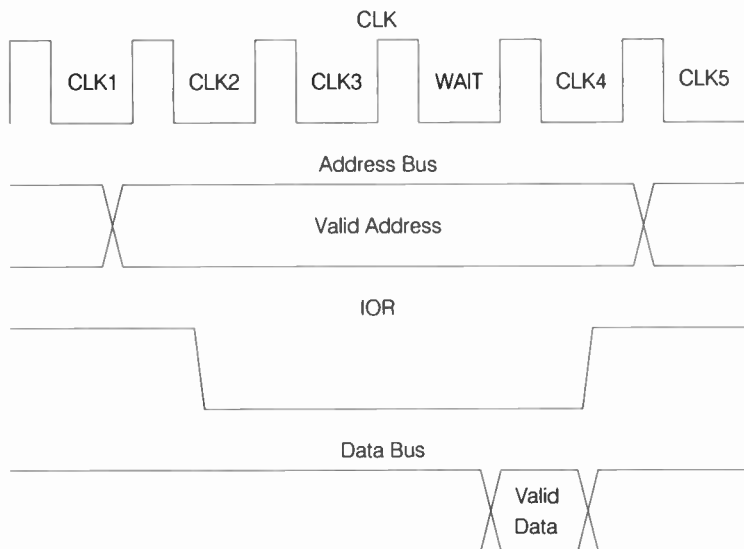 CLK
CLK1 CLK2 CLK3 WAIT CLK4 CLK5
Address Bus
Valid Address
IOR
Data Bus
Valid
Data